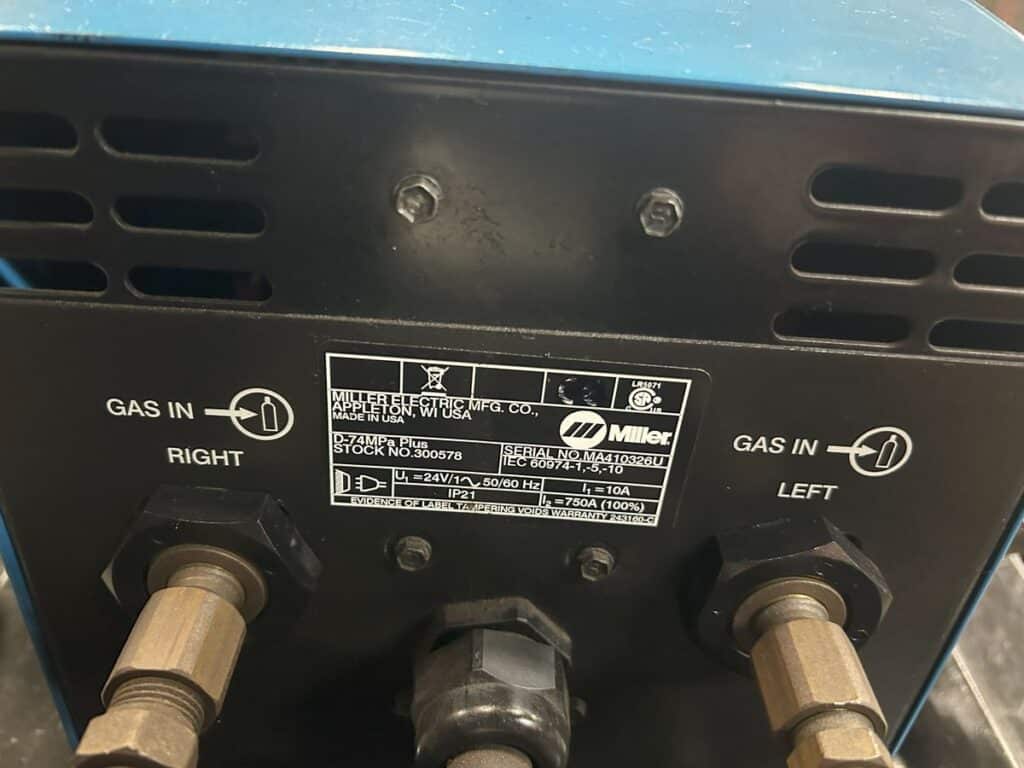 GAS IN
RIGHT
LR5071
MILLER ELECTRIC MFG. CO.,
APPLETON, WI USA
MADE IN USA
Miller
D-74MPa Plus
STOCK NO.300578
SERIAL NO.MA410326U
IEC 60974-1,-5,-10
U1 =24V/1~ 50/60 Hz
IP21
I1 =10A
I2 =750A (100%)
EVIDENCE OF LABEL TAMPERING VOIDS WARRANTY 243160-C
GAS IN
LEFT